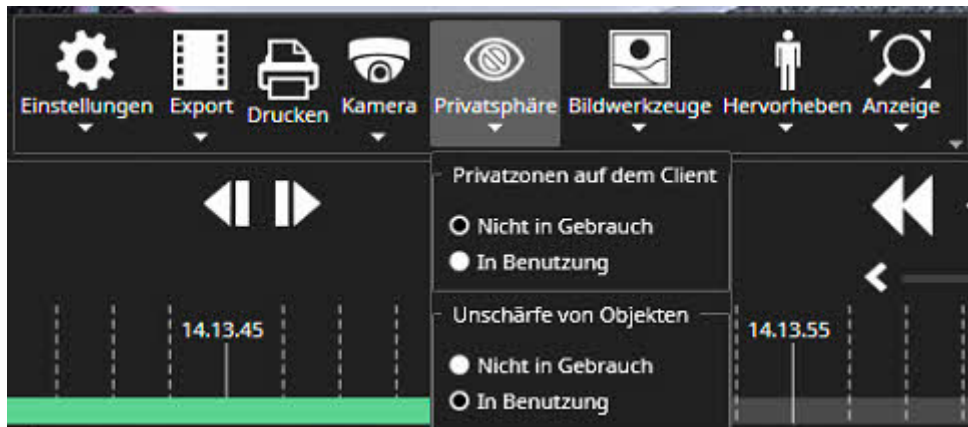 Einstellungen Export Drucken Kamera Privatsphäre Bildwerkzeuge Hervorheben Anzeige
Privatzonen auf dem Client
Nicht in Gebrauch
In Benutzung
Unschärfe von Objekten
14.13.45 14.13.55
Nicht in Gebrauch
In Benutzung